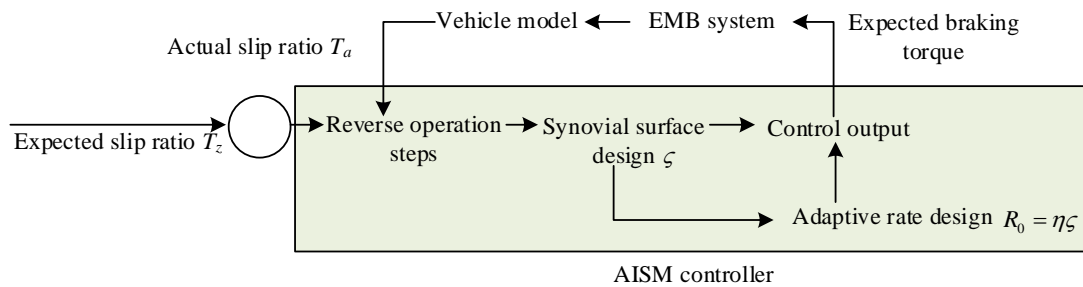 Vehicle model
EMB system
Expected braking
torque
Actual slip ratio Tₐ
Expected slip ratio T_z
Reverse operation
steps
Synovial surface
design ς
Control output
Adaptive rate design R₀ = ης
AISM controller